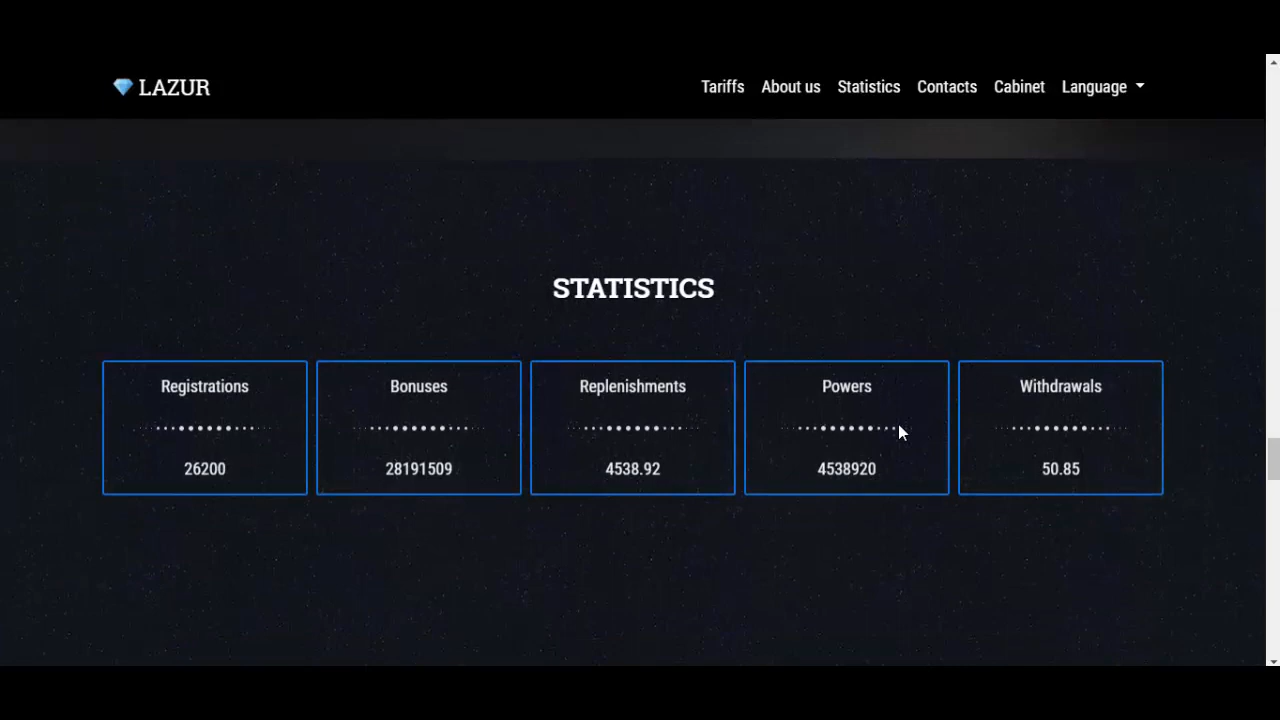 LAZUR
Tariffs About us Statistics Contacts Cabinet Language
STATISTICS
Registrations Bonuses Replenishments Powers Withdrawals
26200 28191509 4538.92 4538920 50.85